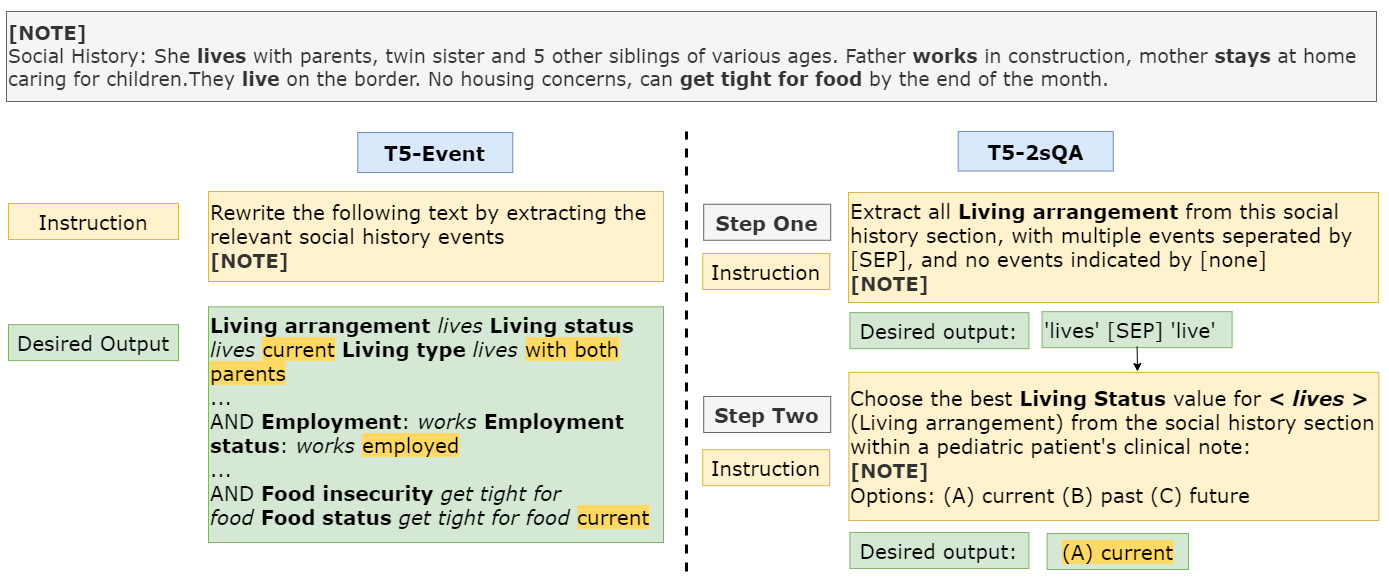 [NOTE]
Social History: She lives with parents, twin sister and 5 other siblings of various ages. Father works in construction, mother stays at home
caring for children.They live on the border. No housing concerns, can get tight for food by the end of the month.
T5-Event
Instruction
Rewrite the following text by extracting the
relevant social history events
[NOTE]
Desired Output
Living arrangement lives Living status
lives current Living type lives with both
parents
...
AND Employment: works Employment
status: works employed
...
AND Food insecurity get tight for
food Food status get tight for food current
T5-2sQA
Step One
Instruction
Extract all Living arrangement from this social
history section, with multiple events seperated by
[SEP], and no events indicated by [none]
[NOTE]
Desired output:
'lives' [SEP] 'live'
Step Two
Instruction
Choose the best Living Status value for < lives >
(Living arrangement) from the social history section
within a pediatric patient's clinical note:
[NOTE]
Options: (A) current (B) past (C) future
Desired output:
(A) current